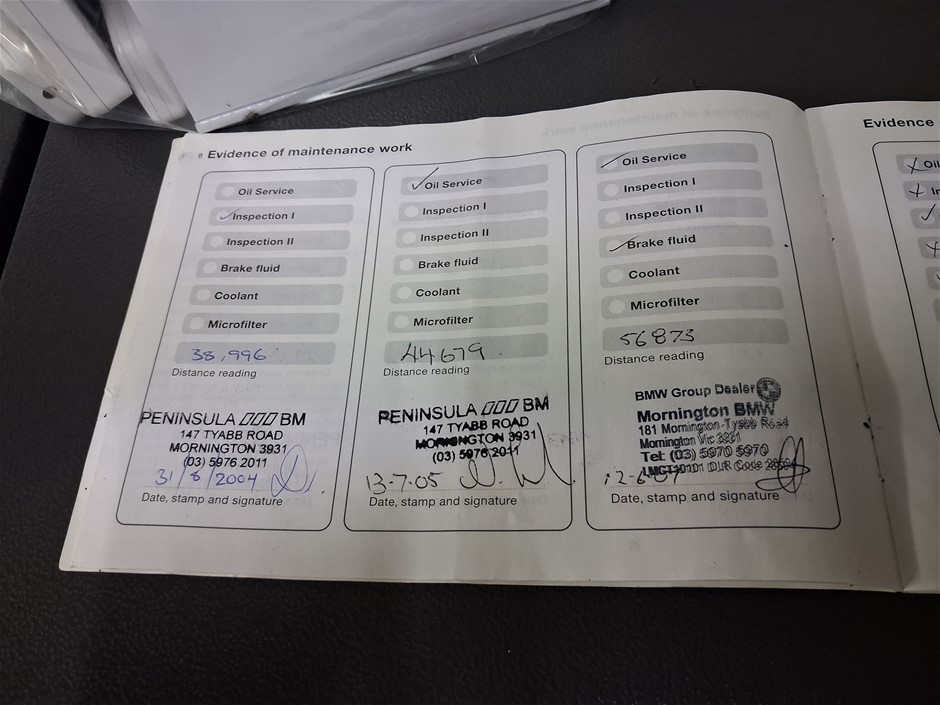 8 Evidence of maintenance work
Oil Service
Inspection I
Inspection II
Brake fluid
Coolant
Microfilter
38,996
Distance reading
PENINSULA BM
147 TYABB ROAD
MORNINGTON 3931
(03) 5976 2011
31/8/2004
Date, stamp and signature
Oil Service
Inspection I
Inspection II
Brake fluid
Coolant
Microfilter
44679
Distance reading
PENINSULA BM
147 TYABB ROAD
MORNINGTON 3931
(03) 5976 2011
13-7-05
Date, stamp and signature
Oil Service
Inspection I
Inspection II
Brake fluid
Coolant
Microfilter
56873
Distance reading
BMW Group Dealer
Mornington BMW
181 Mornington-Tyabb Road
Mornington Vic 3931
Tel: (03) 5970 5970
LMCT10101 DLR Code
Date, stamp and signature
Evidence
Oil